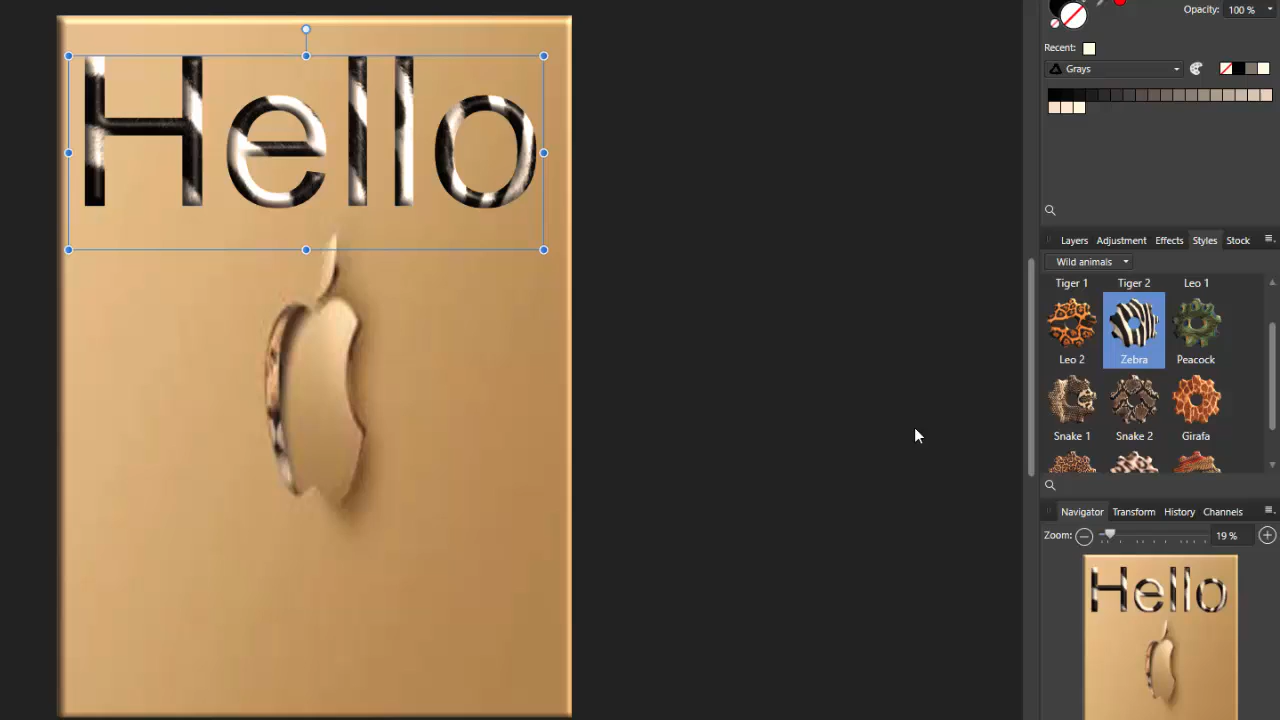 Hello
Opacity: 100 %
Recent:
Grays
Layers Adjustment Effects Styles Stock
Wild animals
Tiger 1 Tiger 2 Leo 1
Leo 2 Zebra Peacock
Snake 1 Snake 2 Girafa
Navigator Transform History Channels
Zoom: 19 %
Hello